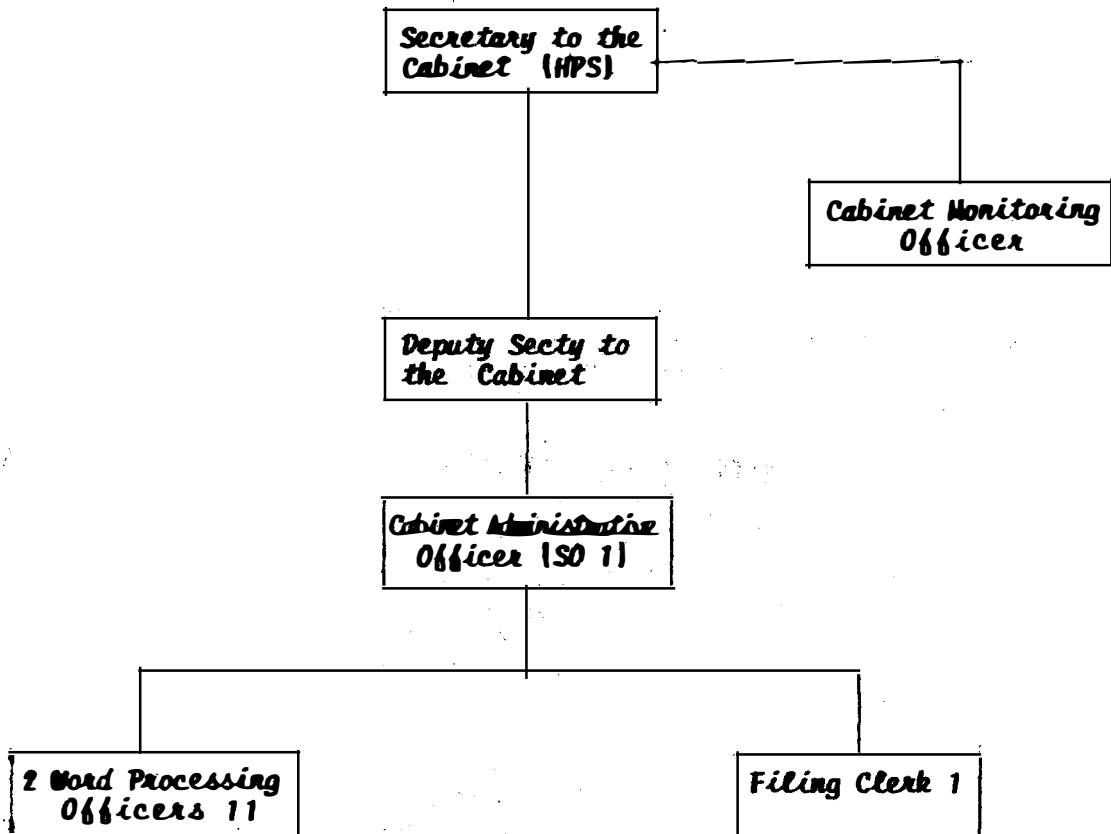 Secretary to the
Cabinet (HPS)
Cabinet Monitoring
Officer
Deputy Secty to
the Cabinet
Cabinet Administrative
Officer (SO 1)
2 Word Processing
Officers 11
Filing Clerk 1